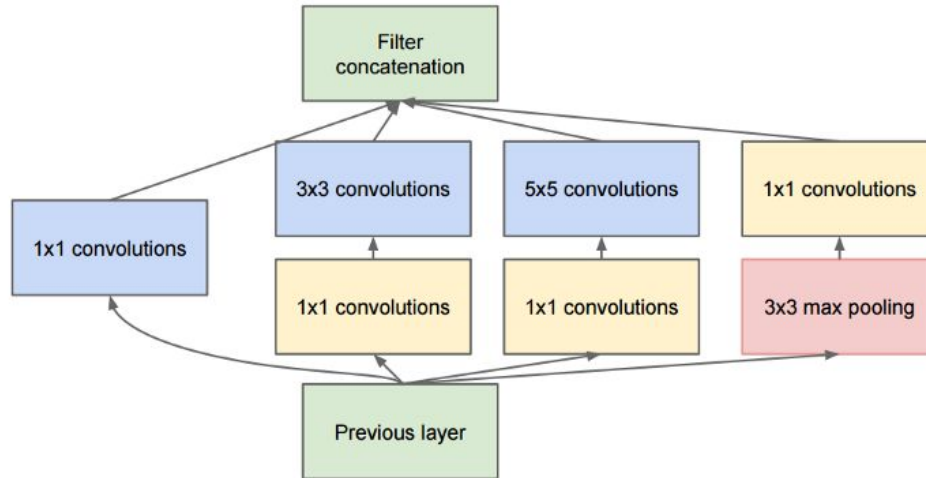 Filter
concatenation
3x3 convolutions
5x5 convolutions
1x1 convolutions
1x1 convolutions
1x1 convolutions
1x1 convolutions
3x3 max pooling
Previous layer